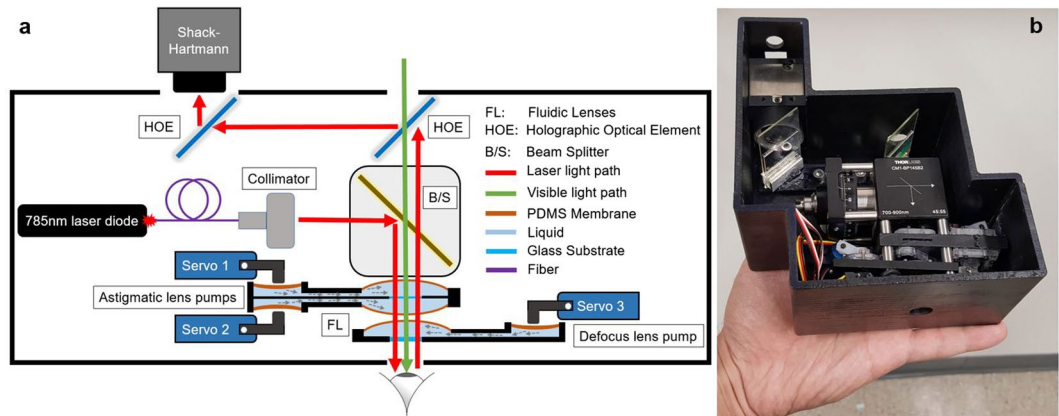 a
Shack-
Hartmann
HOE
HOE
FL: Fluidic Lenses
HOE: Holographic Optical Element
B/S: Beam Splitter
Laser light path
Visible light path
PDMS Membrane
Liquid
Glass Substrate
Fiber
B/S
Collimator
785nm laser diode
Servo 1
Astigmatic lens pumps
Servo 2
FL
Servo 3
Defocus lens pump
b
THORLABS
CM1-BP145B2
700-900nm
45:55